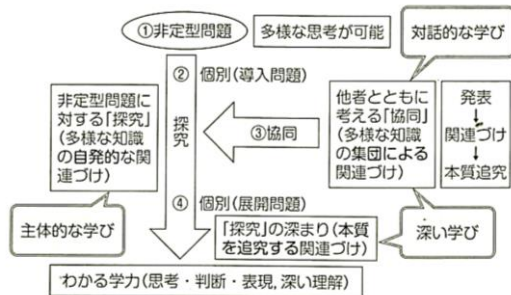 ①非定型問題
多様な思考が可能
対話的な学び
② 個別(導入問題)
非定型問題に
対する「探究」
(多様な知識
の自発的な関
連づけ)
探究
③協同
他者とともに
考える「協同」
(多様な知識
の集団による
関連づけ)
発表
↓
関連づけ
↓
本質追究
④ 個別(展開問題)
主体的な学び
「探究」の深まり(本質
を追究する関連づけ)
深い学び
わかる学力(思考・判断・表現,深い理解)